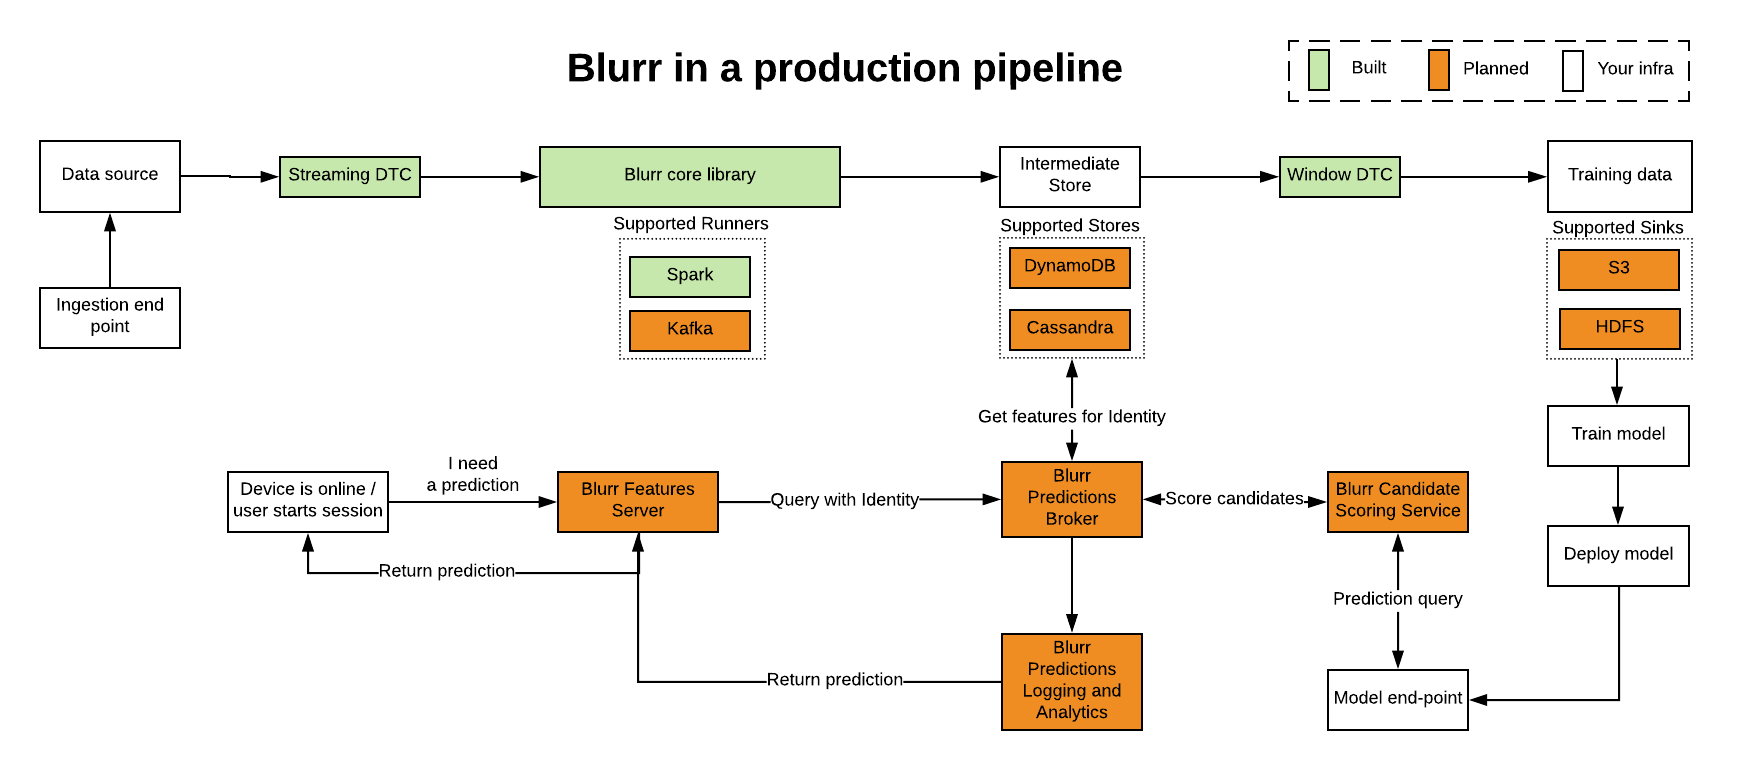 Blurr in a production pipeline
Built
Planned
Your infra
Data source
Streaming DTC
Blurr core library
Intermediate
Store
Window DTC
Training data
Supported Runners
Supported Stores
Supported Sinks
Spark
DynamoDB
S3
Ingestion end
point
Kafka
Cassandra
HDFS
Get features for Identity
Train model
I need
a prediction
Device is online /
user starts session
Blurr Features
Server
Query with Identity
Blurr
Predictions
Broker
Score candidates
Blurr Candidate
Scoring Service
Deploy model
Return prediction
Prediction query
Return prediction
Blurr
Predictions
Logging and
Analytics
Model end-point